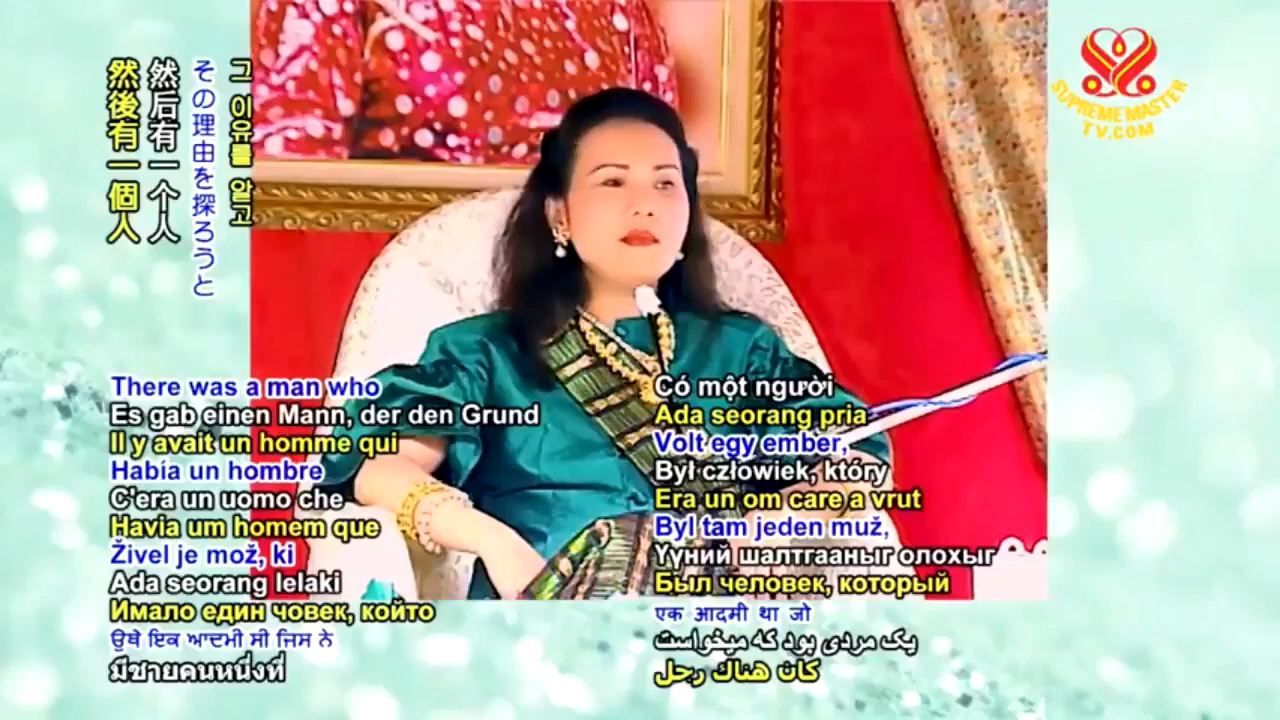 그 이유를 알고
その理由を探ろうと
然后有一个人
然後有一個人
SUPREME MASTER
TV.COM
There was a man who
Es gab einen Mann, der den Grund
Il y avait un homme qui
Había un hombre
C'era un uomo che
Havia um homem que
Živel je mož, ki
Ada seorang lelaki
Имало един човек, който
ਉਥੇ ਇਕ ਆਦਮੀ ਸੀ ਜਿਸ ਨੇ
มีชายคนหนึ่งที่
Có một người
Ada seorang pria
Volt egy ember,
Był człowiek, który
Era un om care a vrut
Byl tam jeden muž,
Үүний шалтгааныг олохыг
Был человек, который
एक आदमी था जो
یک مردی بود که میخواست
كان هناك رجل